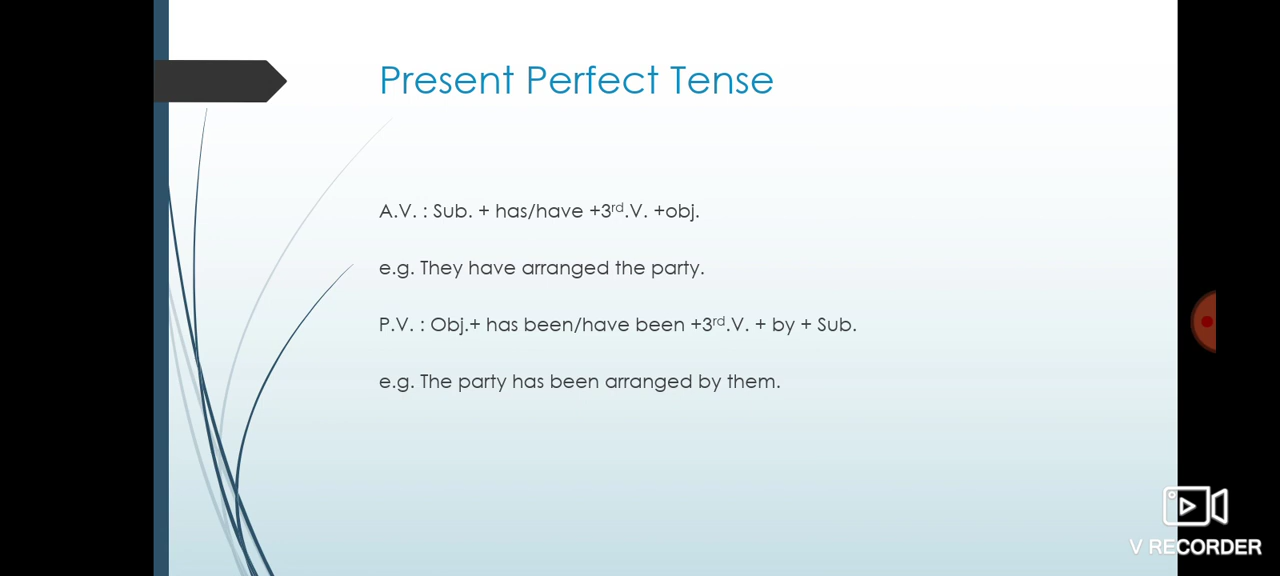 Present Perfect Tense
A.V. : Sub. + has/have +3rd.V. +obj.
e.g. They have arranged the party.
P.V. : Obj.+ has been/have been +3rd.V. + by + Sub.
e.g. The party has been arranged by them.
V RECORDER